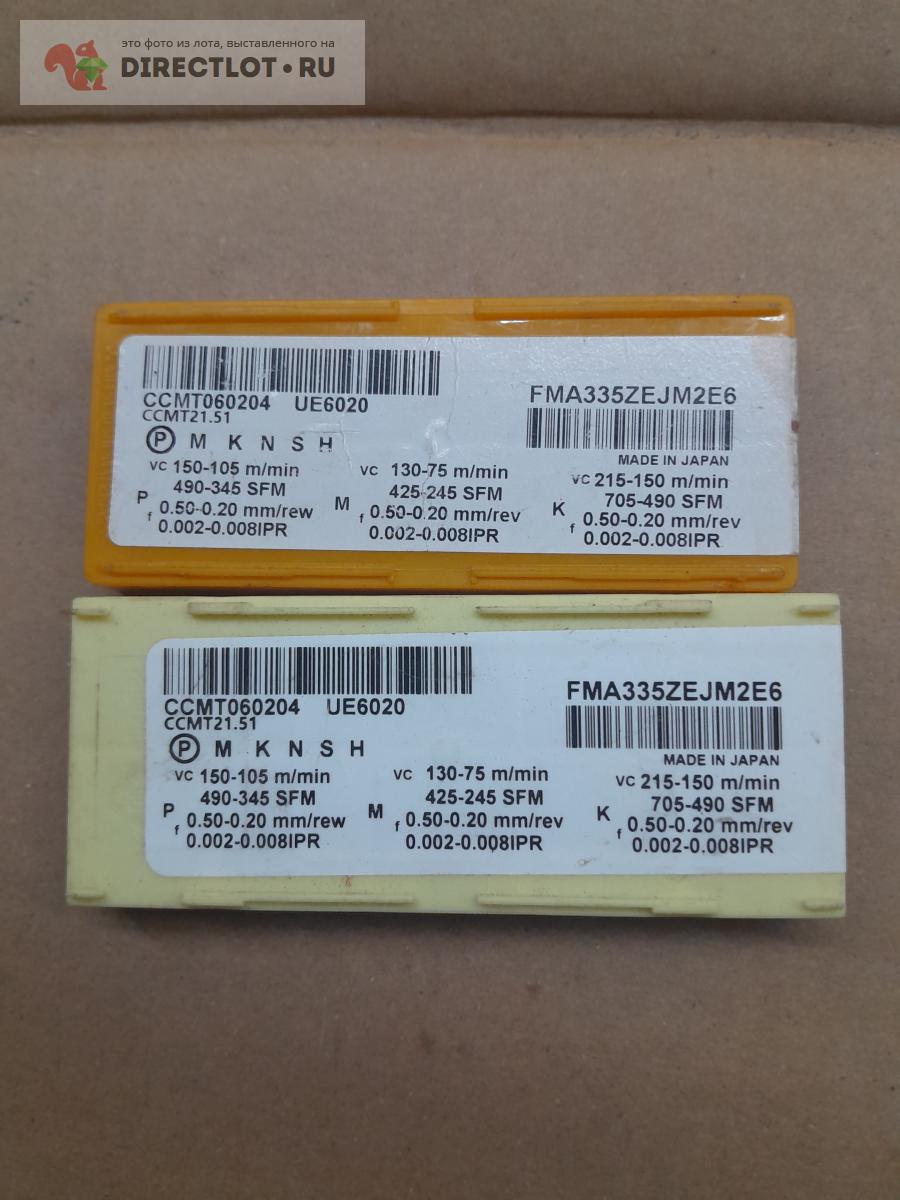 это фото из лота, выставленного на
DIRECTLOT•RU
CCMT060204 UE6020
CCMT21.51
P M K N S H
FMA335ZEJM2E6
MADE IN JAPAN
P
VC 150-105 m/min
490-345 SFM
f 0.50-0.20 mm/rew
0.002-0.008IPR
M
VC 130-75 m/min
425-245 SFM
f 0.50-0.20 mm/rev
0.002-0.008IPR
K
VC 215-150 m/min
705-490 SFM
f 0.50-0.20 mm/rev
0.002-0.008IPR
CCMT060204 UE6020
CCMT21.51
P M K N S H
FMA335ZEJM2E6
MADE IN JAPAN
P
VC 150-105 m/min
490-345 SFM
f 0.50-0.20 mm/rew
0.002-0.008IPR
M
VC 130-75 m/min
425-245 SFM
f 0.50-0.20 mm/rev
0.002-0.008IPR
K
VC 215-150 m/min
705-490 SFM
f 0.50-0.20 mm/rev
0.002-0.008IPR